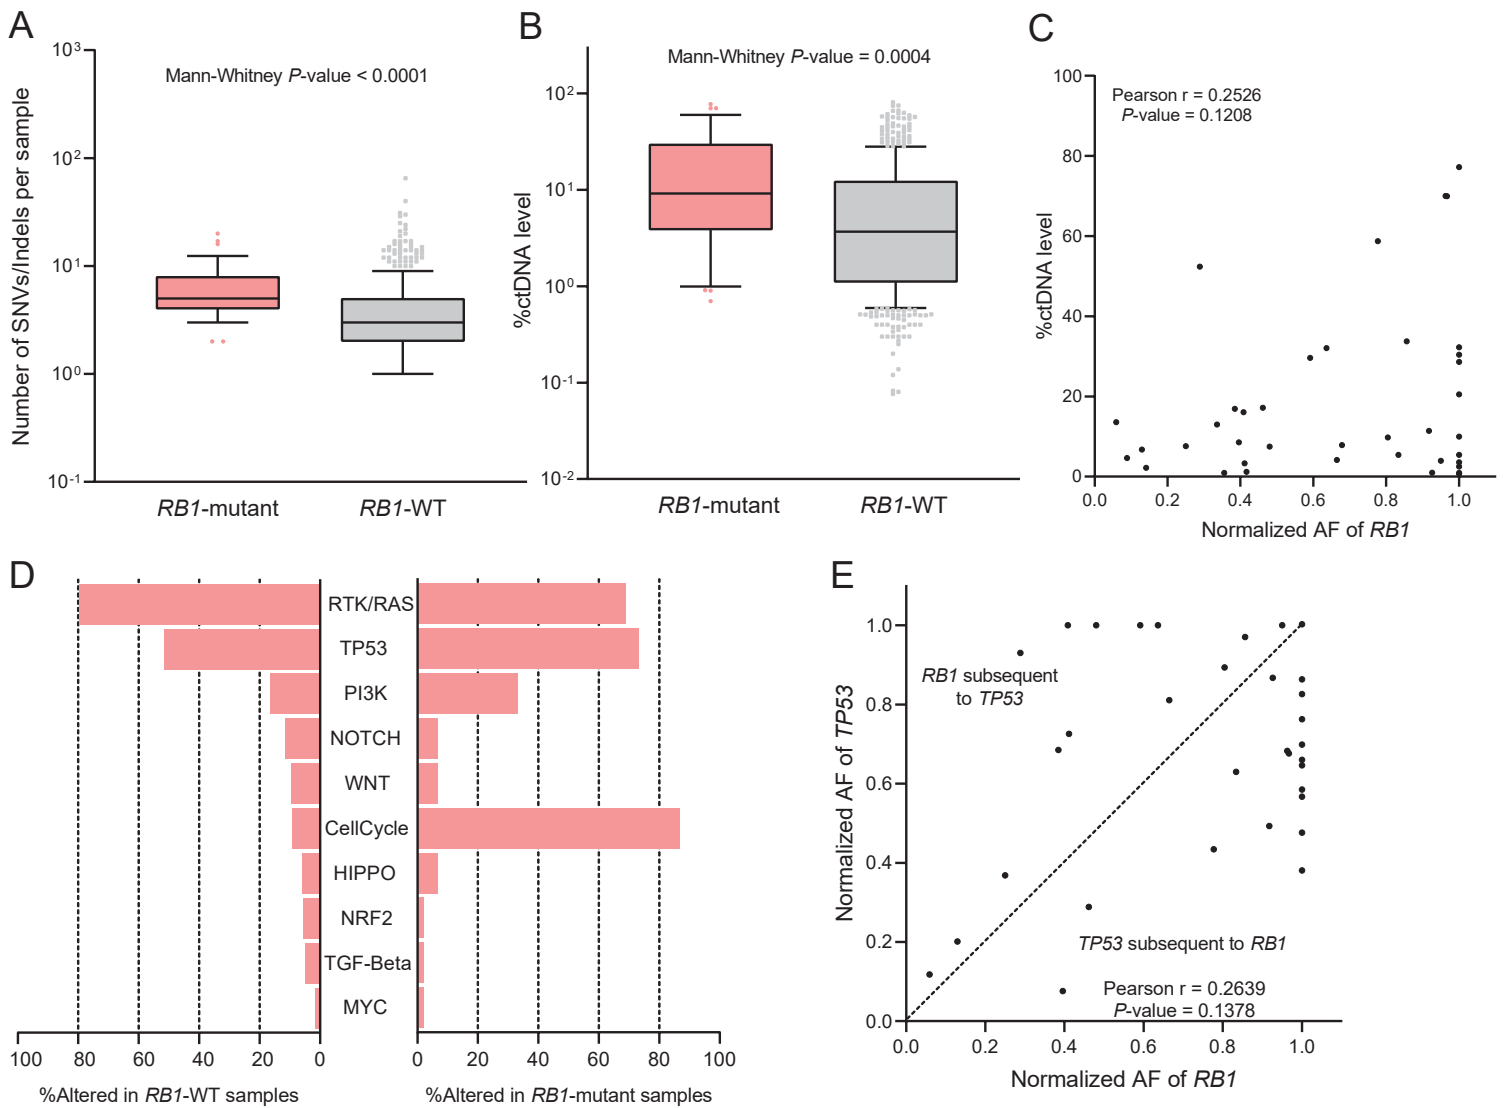 A
Number of SNVs/Indels per sample
10³
10²
10¹
10⁰
10⁻¹
Mann-Whitney P-value < 0.0001
RB1-mutant
RB1-WT
B
%ctDNA level
10²
10¹
10⁰
10⁻¹
10⁻²
Mann-Whitney P-value = 0.0004
RB1-mutant
RB1-WT
C
%ctDNA level
100
80
60
40
20
0
Pearson r = 0.2526
P-value = 0.1208
0.0 0.2 0.4 0.6 0.8 1.0
Normalized AF of RB1
D
RTK/RAS
TP53
PI3K
NOTCH
WNT
CellCycle
HIPPO
NRF2
TGF-Beta
MYC
100 80 60 40 20 0
%Altered in RB1-WT samples
0 20 40 60 80 100
%Altered in RB1-mutant samples
E
Normalized AF of TP53
1.0
0.8
0.6
0.4
0.2
0.0
RB1 subsequent
to TP53
TP53 subsequent to RB1
Pearson r = 0.2639
P-value = 0.1378
0.0 0.2 0.4 0.6 0.8 1.0
Normalized AF of RB1